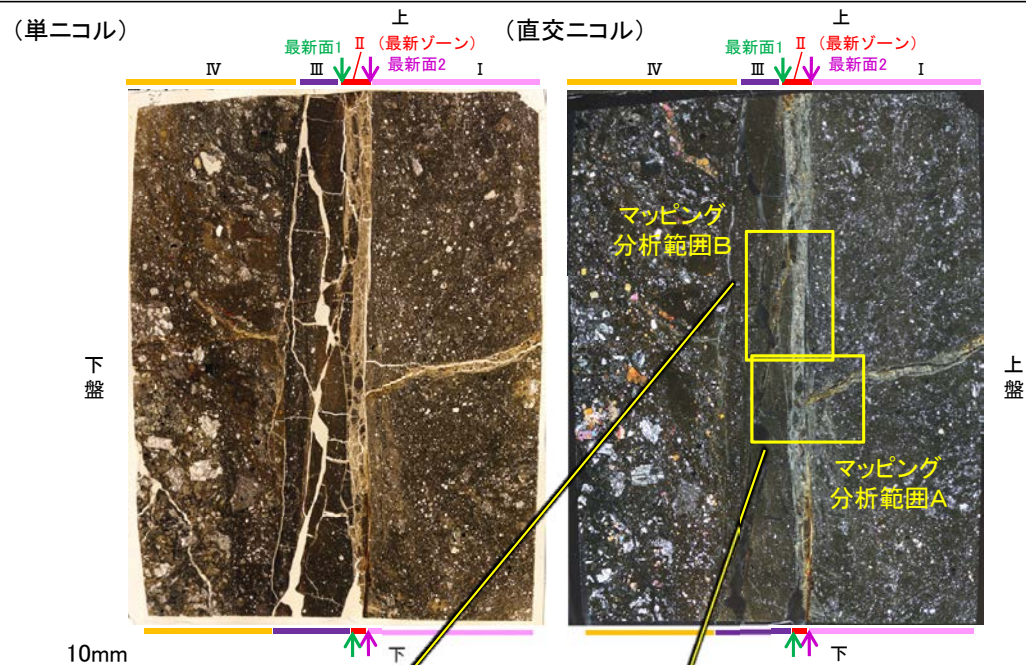 （単ニコル）
上
最新面1
Ⅱ（最新ゾーン）
最新面2
Ⅳ
Ⅲ
Ⅰ
下盤
10mm
下
（直交ニコル）
上
最新面1
Ⅱ（最新ゾーン）
最新面2
Ⅳ
Ⅲ
Ⅰ
マッピング
分析範囲B
マッピング
分析範囲A
上盤
下